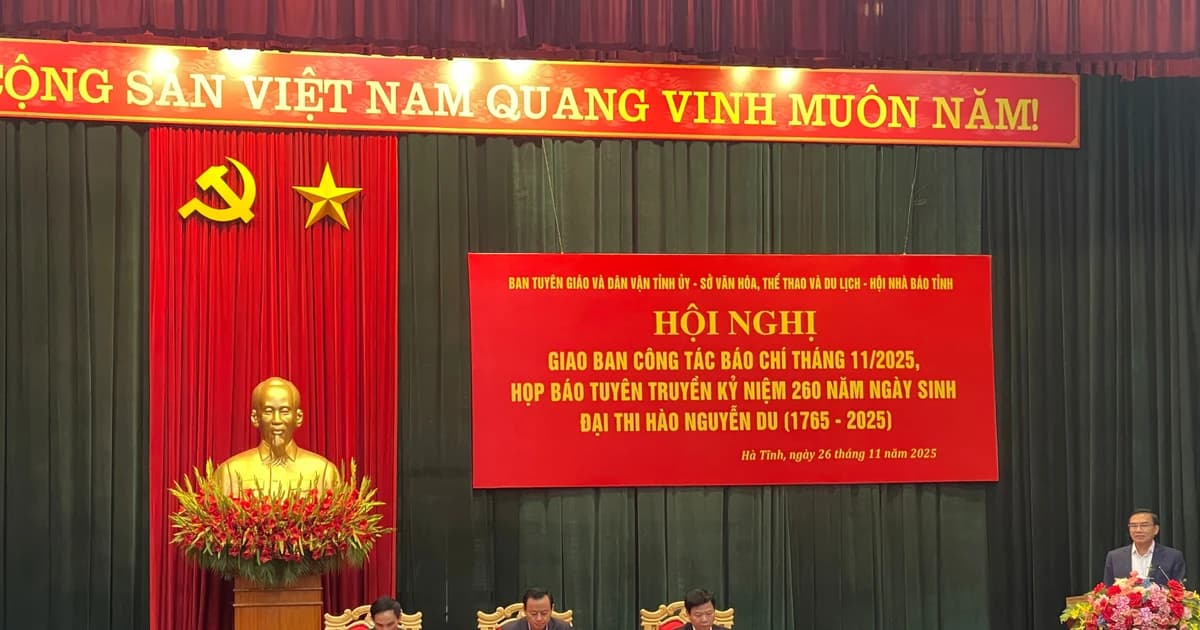 CỘNG SẢN VIỆT NAM QUANG VINH MUÔN NĂM!
BAN TUYÊN GIÁO VÀ DÂN VẬN TỈNH ỦY - SỞ VĂN HÓA, THỂ THAO VÀ DU LỊCH - HỘI NHÀ BÁO TỈNH
HỘI NGHỊ
GIAO BAN CÔNG TÁC BÁO CHÍ THÁNG 11/2025,
HỌP BÁO TUYÊN TRUYỀN KỶ NIỆM 260 NĂM NGÀY SINH
ĐẠI THI HÀO NGUYỄN DU (1765 - 2025)
Hà Tĩnh, ngày 26 tháng 11 năm 2025